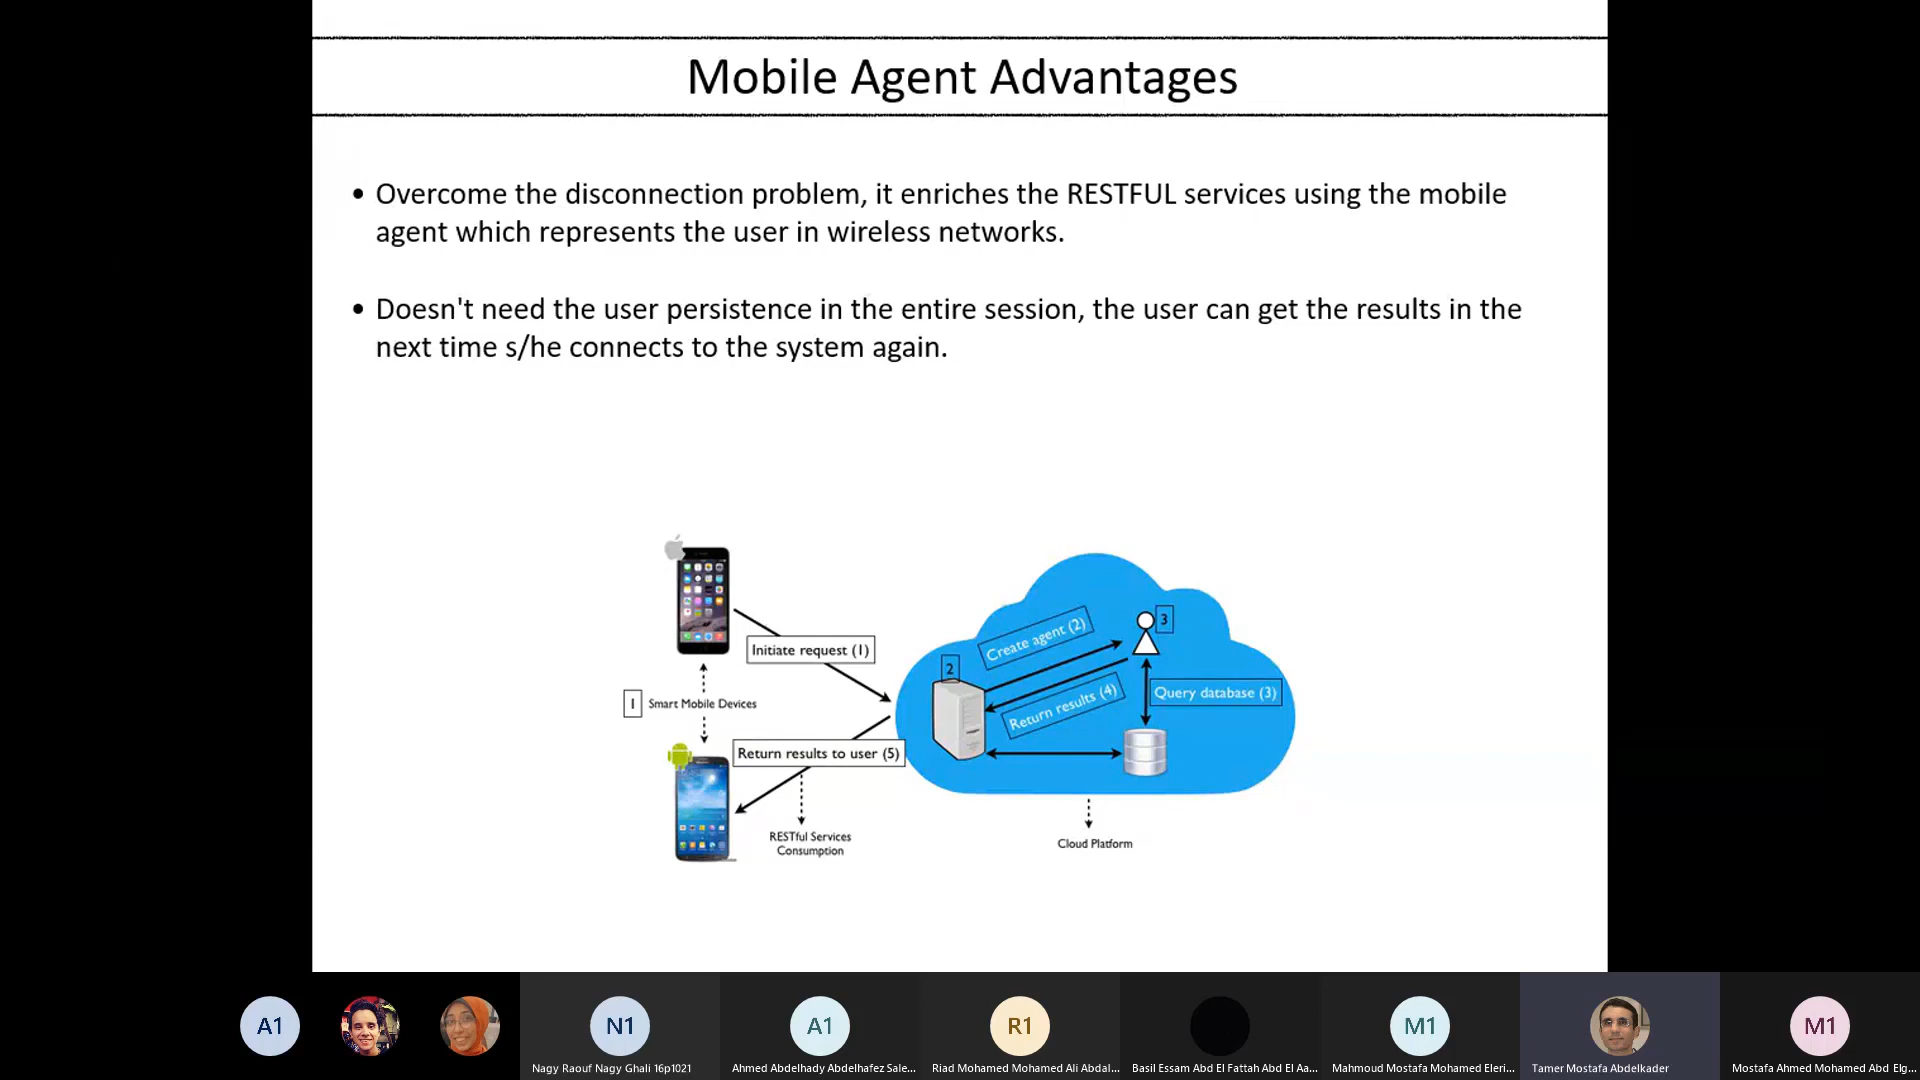 Mobile Agent Advantages
• Overcome the disconnection problem, it enriches the RESTFUL services using the mobile
agent which represents the user in wireless networks.
• Doesn't need the user persistence in the entire session, the user can get the results in the
next time s/he connects to the system again.
Initiate request (1)
1 Smart Mobile Devices
Return results to user (5)
RESTful Services
Consumption
2
Create agent (2)
3
Return results (4)
Query database (3)
Cloud Platform
A1
N1
Nagy Raouf Nagy Ghali 16p1021
A1
Ahmed Abdelhady Abdelhafez Sale...
R1
Riad Mohamed Mohamed Ali Abdal...
Basil Essam Abd El Fattah Abd El Aa...
M1
Mahmoud Mostafa Mohamed Eleri...
Tamer Mostafa Abdelkader
M1
Mostafa Ahmed Mohamed Abd Elg...